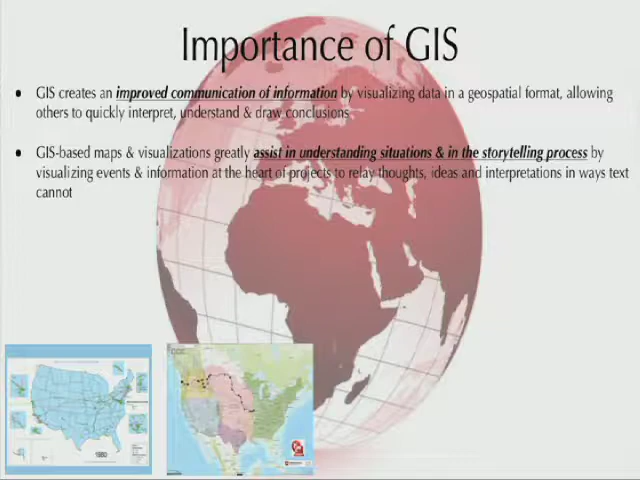 Importance of GIS
● GIS creates an improved communication of information by visualizing data in a geospatial format, allowing
others to quickly interpret, understand & draw conclusions
● GIS-based maps & visualizations greatly assist in understanding situations & in the storytelling process by
visualizing events & information at the heart of projects to relay thoughts, ideas and interpretations in ways text
cannot